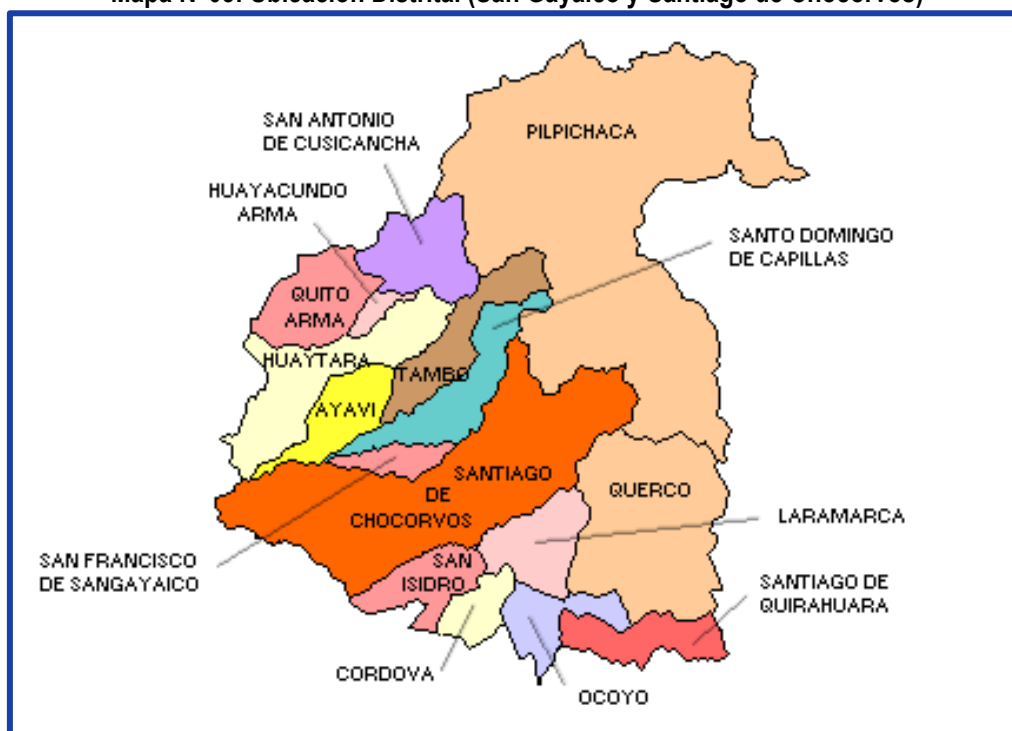 SAN ANTONIO
DE CUSICANCHA
PILPICHACA
HUAYACUNDO
ARMA
SANTO DOMINGO
DE CAPILLAS
QUITO
ARMA
HUAYTARA
TAMBO
AYAVI
SANTIAGO
DE
CHOCORVOS
QUERCO
LARAMARCA
SAN FRANCISCO
DE SANGAYAICO
SAN
ISIDRO
SANTIAGO DE
QUIRAHUARA
CORDOVA
OCOYO